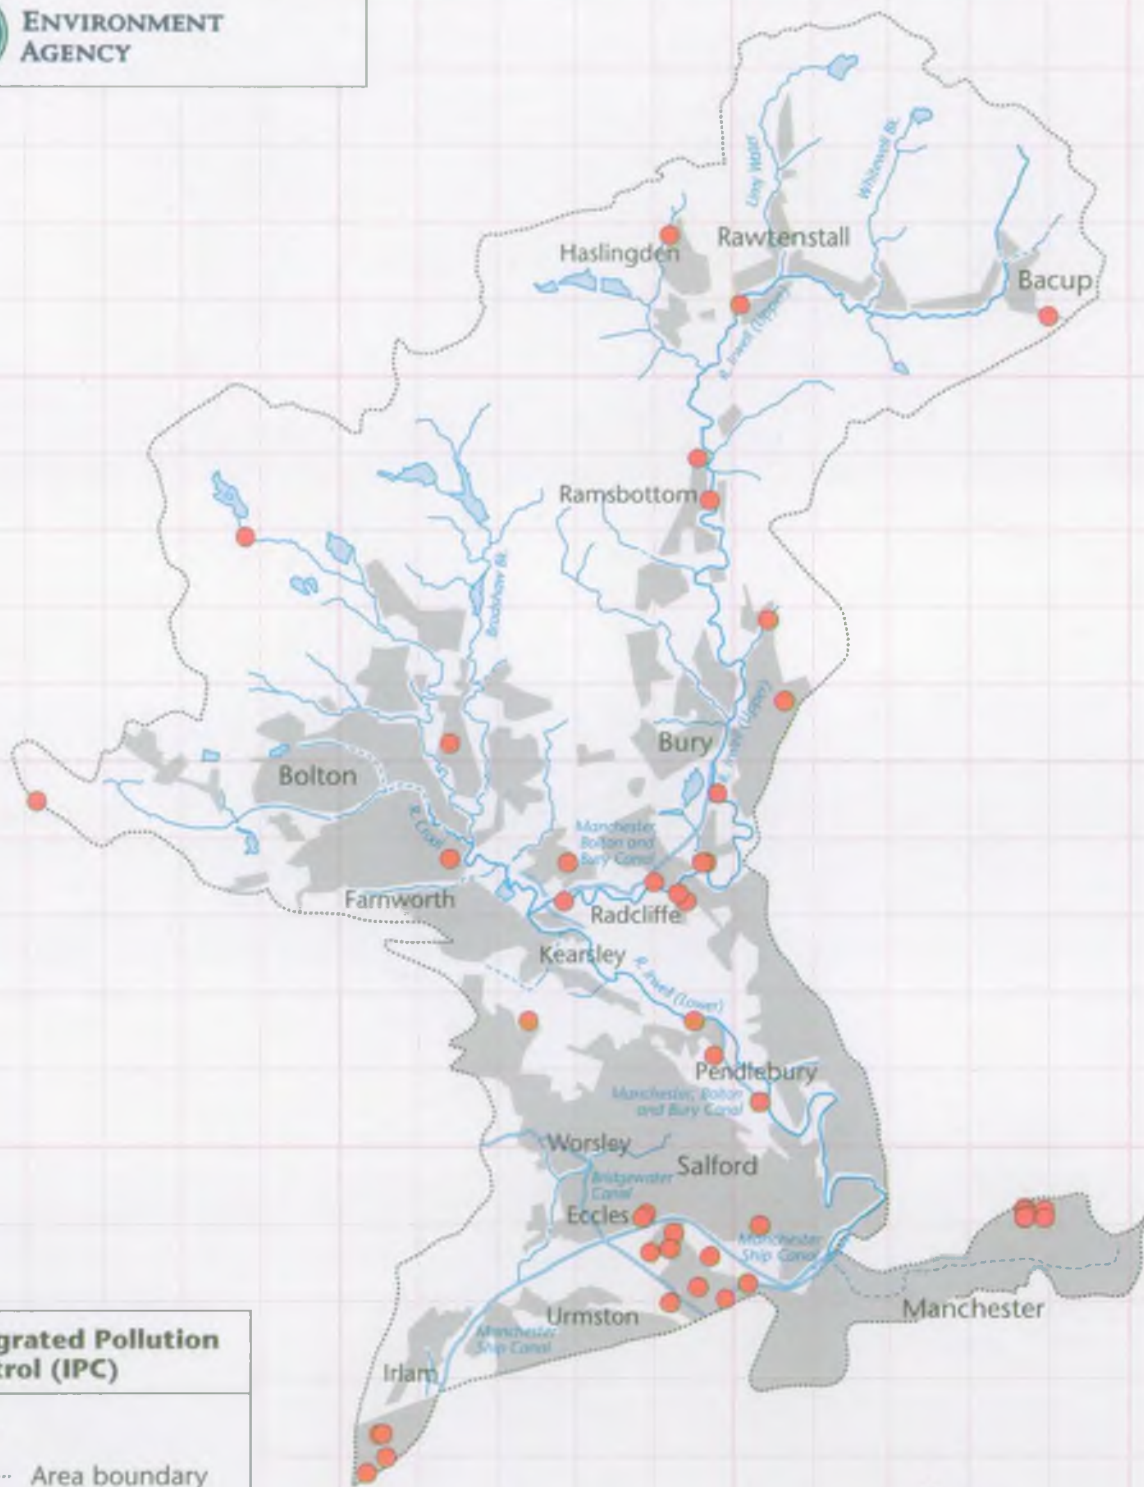 ENVIRONMENT
AGENCY
Limy Water
Whitewell Bk.
Haslingden
Rawtenstall
Bacup
R. Irwell (Upper)
Ramsbottom
Bradshaw Bk.
R. Irwell (Upper)
Bury
Bolton
R. Croal
Manchester
Bolton and
Bury Canal
Farnworth
Radcliffe
Kearsley
R. Irwell (Lower)
Pendlebury
Manchester, Bolton
and Bury Canal
Worsley
Salford
Bridgewater
Canal
Eccles
Manchester
Ship Canal
Manchester
Urmston
Manchester
Ship Canal
Irlam
grated Pollution
trol (IPC)
Area boundary